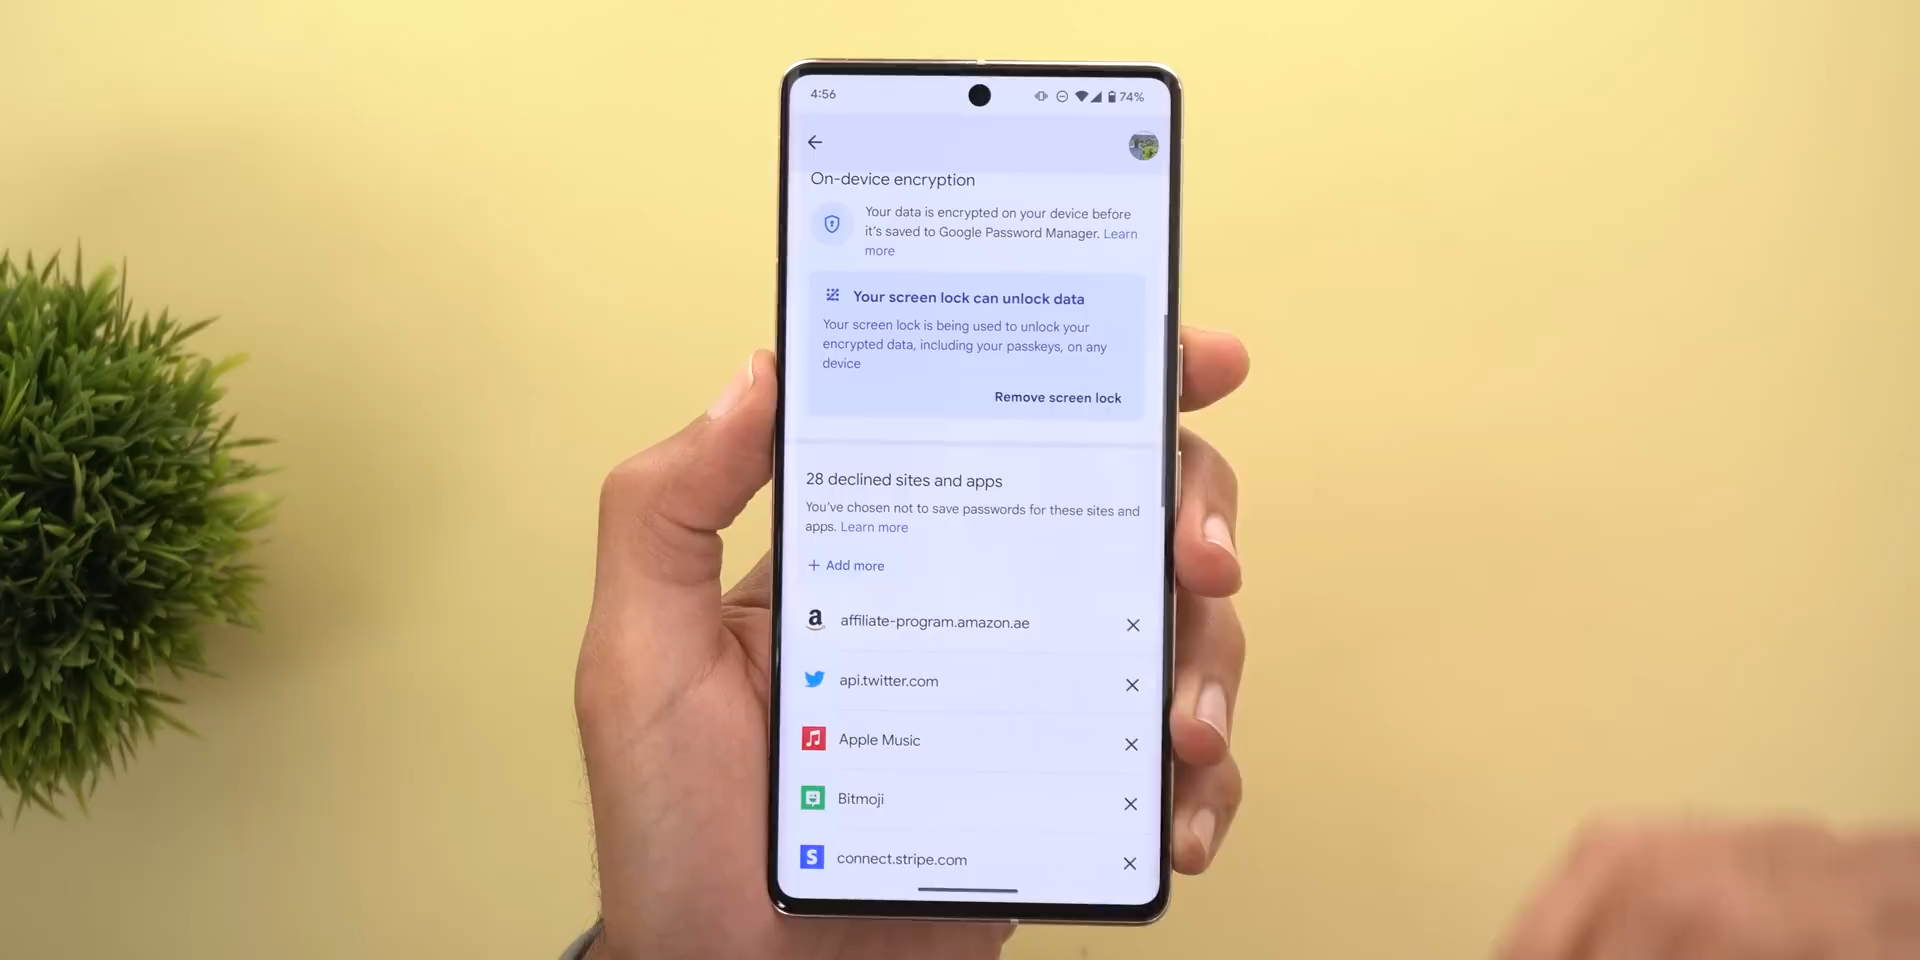 4:56
74%
On-device encryption
Your data is encrypted on your device before
it's saved to Google Password Manager. Learn
more
Your screen lock can unlock data
Your screen lock is being used to unlock your
encrypted data, including your passkeys, on any
device
Remove screen lock
28 declined sites and apps
You've chosen not to save passwords for these sites and
apps. Learn more
+ Add more
affiliate-program.amazon.ae
api.twitter.com
Apple Music
Bitmoji
connect.stripe.com